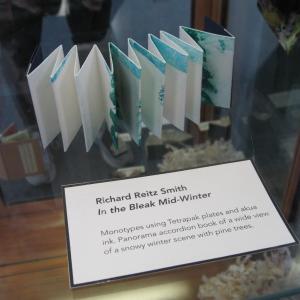 Richard Reitz Smith
In the Bleak Mid-Winter
Monotypes using Tetrapak plates and akua
ink. Panorama accordion book of a wide view
of a snowy winter scene with pine trees.